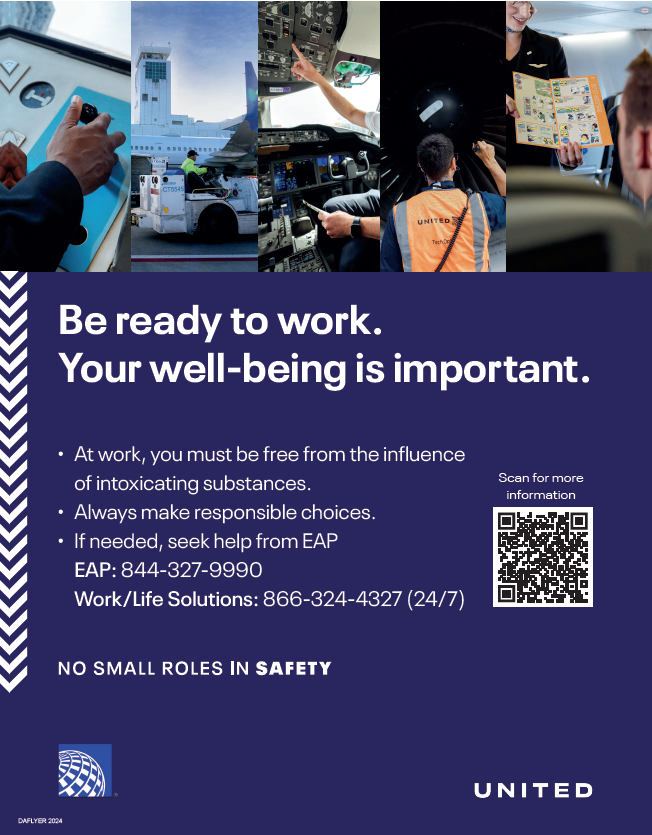 UNITED
TechOps
Be ready to work.
Your well-being is important.
• At work, you must be free from the influence
of intoxicating substances.
• Always make responsible choices.
• If needed, seek help from EAP
EAP: 844-327-9990
Work/Life Solutions: 866-324-4327 (24/7)
Scan for more
information
NO SMALL ROLES IN SAFETY
UNITED
DAFLYER 2024